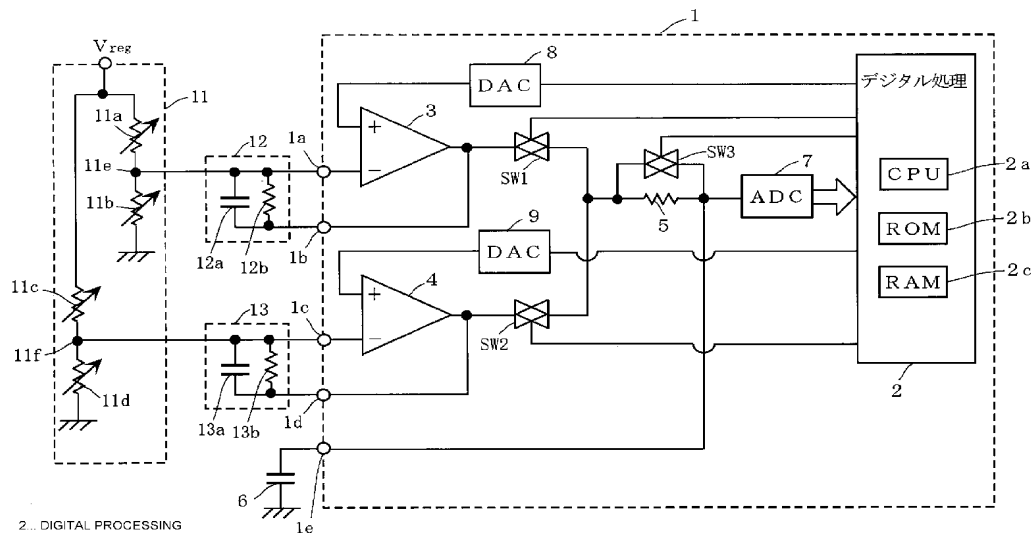 1
Vreg
8
DAC
デジタル処理
11
11a
3
+
−
12
1a
SW1
SW3
7
11e
ADC
CPU
2a
11b
5
9
ROM
2b
12a
12b
1b
DAC
RAM
2c
11c
4
+
−
13
1c
SW2
11f
2
11d
13a
13b
1d
6
1e
2... DIGITAL PROCESSING